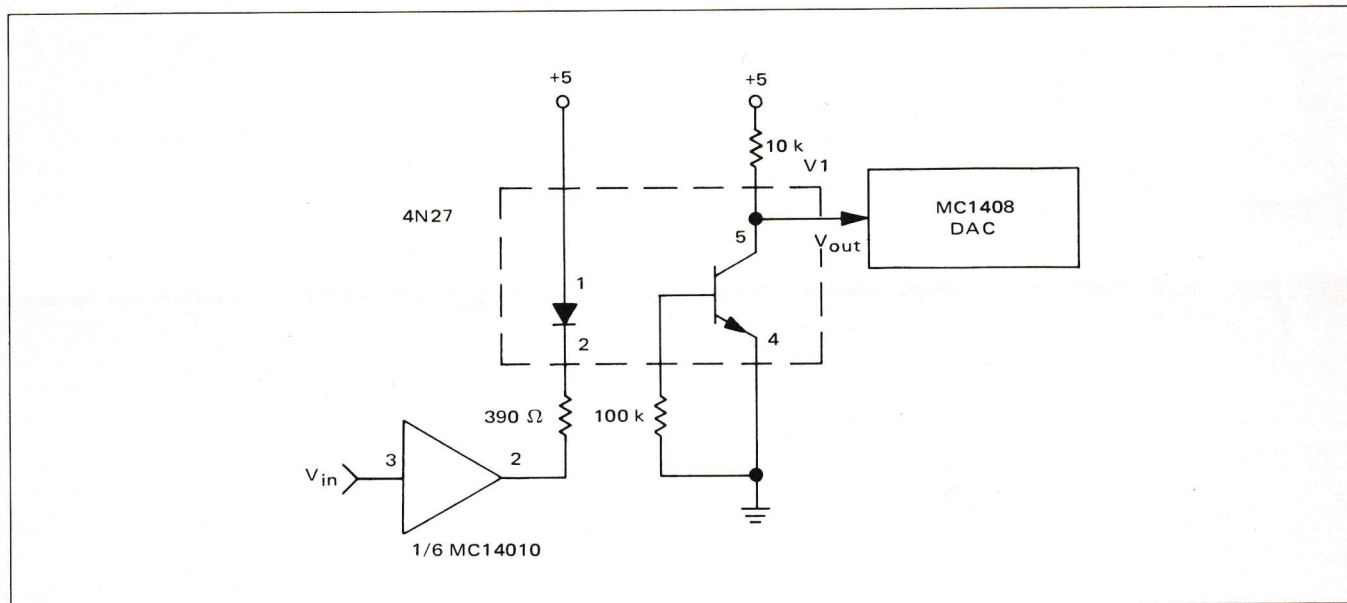 +5
+5
10 k
V1
4N27
MC1408
DAC
5
Vout
1
2
4
390 Ω
100 k
3
2
Vin
1/6 MC14010